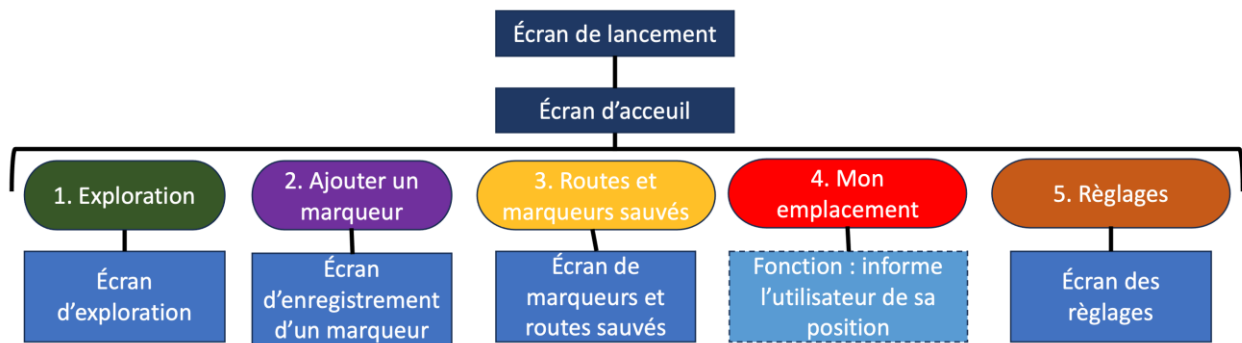 Écran de lancement
Écran d’acceuil
1. Exploration
2. Ajouter un
marqueur
3. Routes et
marqueurs sauvés
4. Mon
emplacement
5. Règlages
Écran
d’exploration
Écran
d’enregistrement
d’un marqueur
Écran de
marqueurs et
routes sauvés
Fonction : informe
l’utilisateur de sa
position
Écran des
règlages